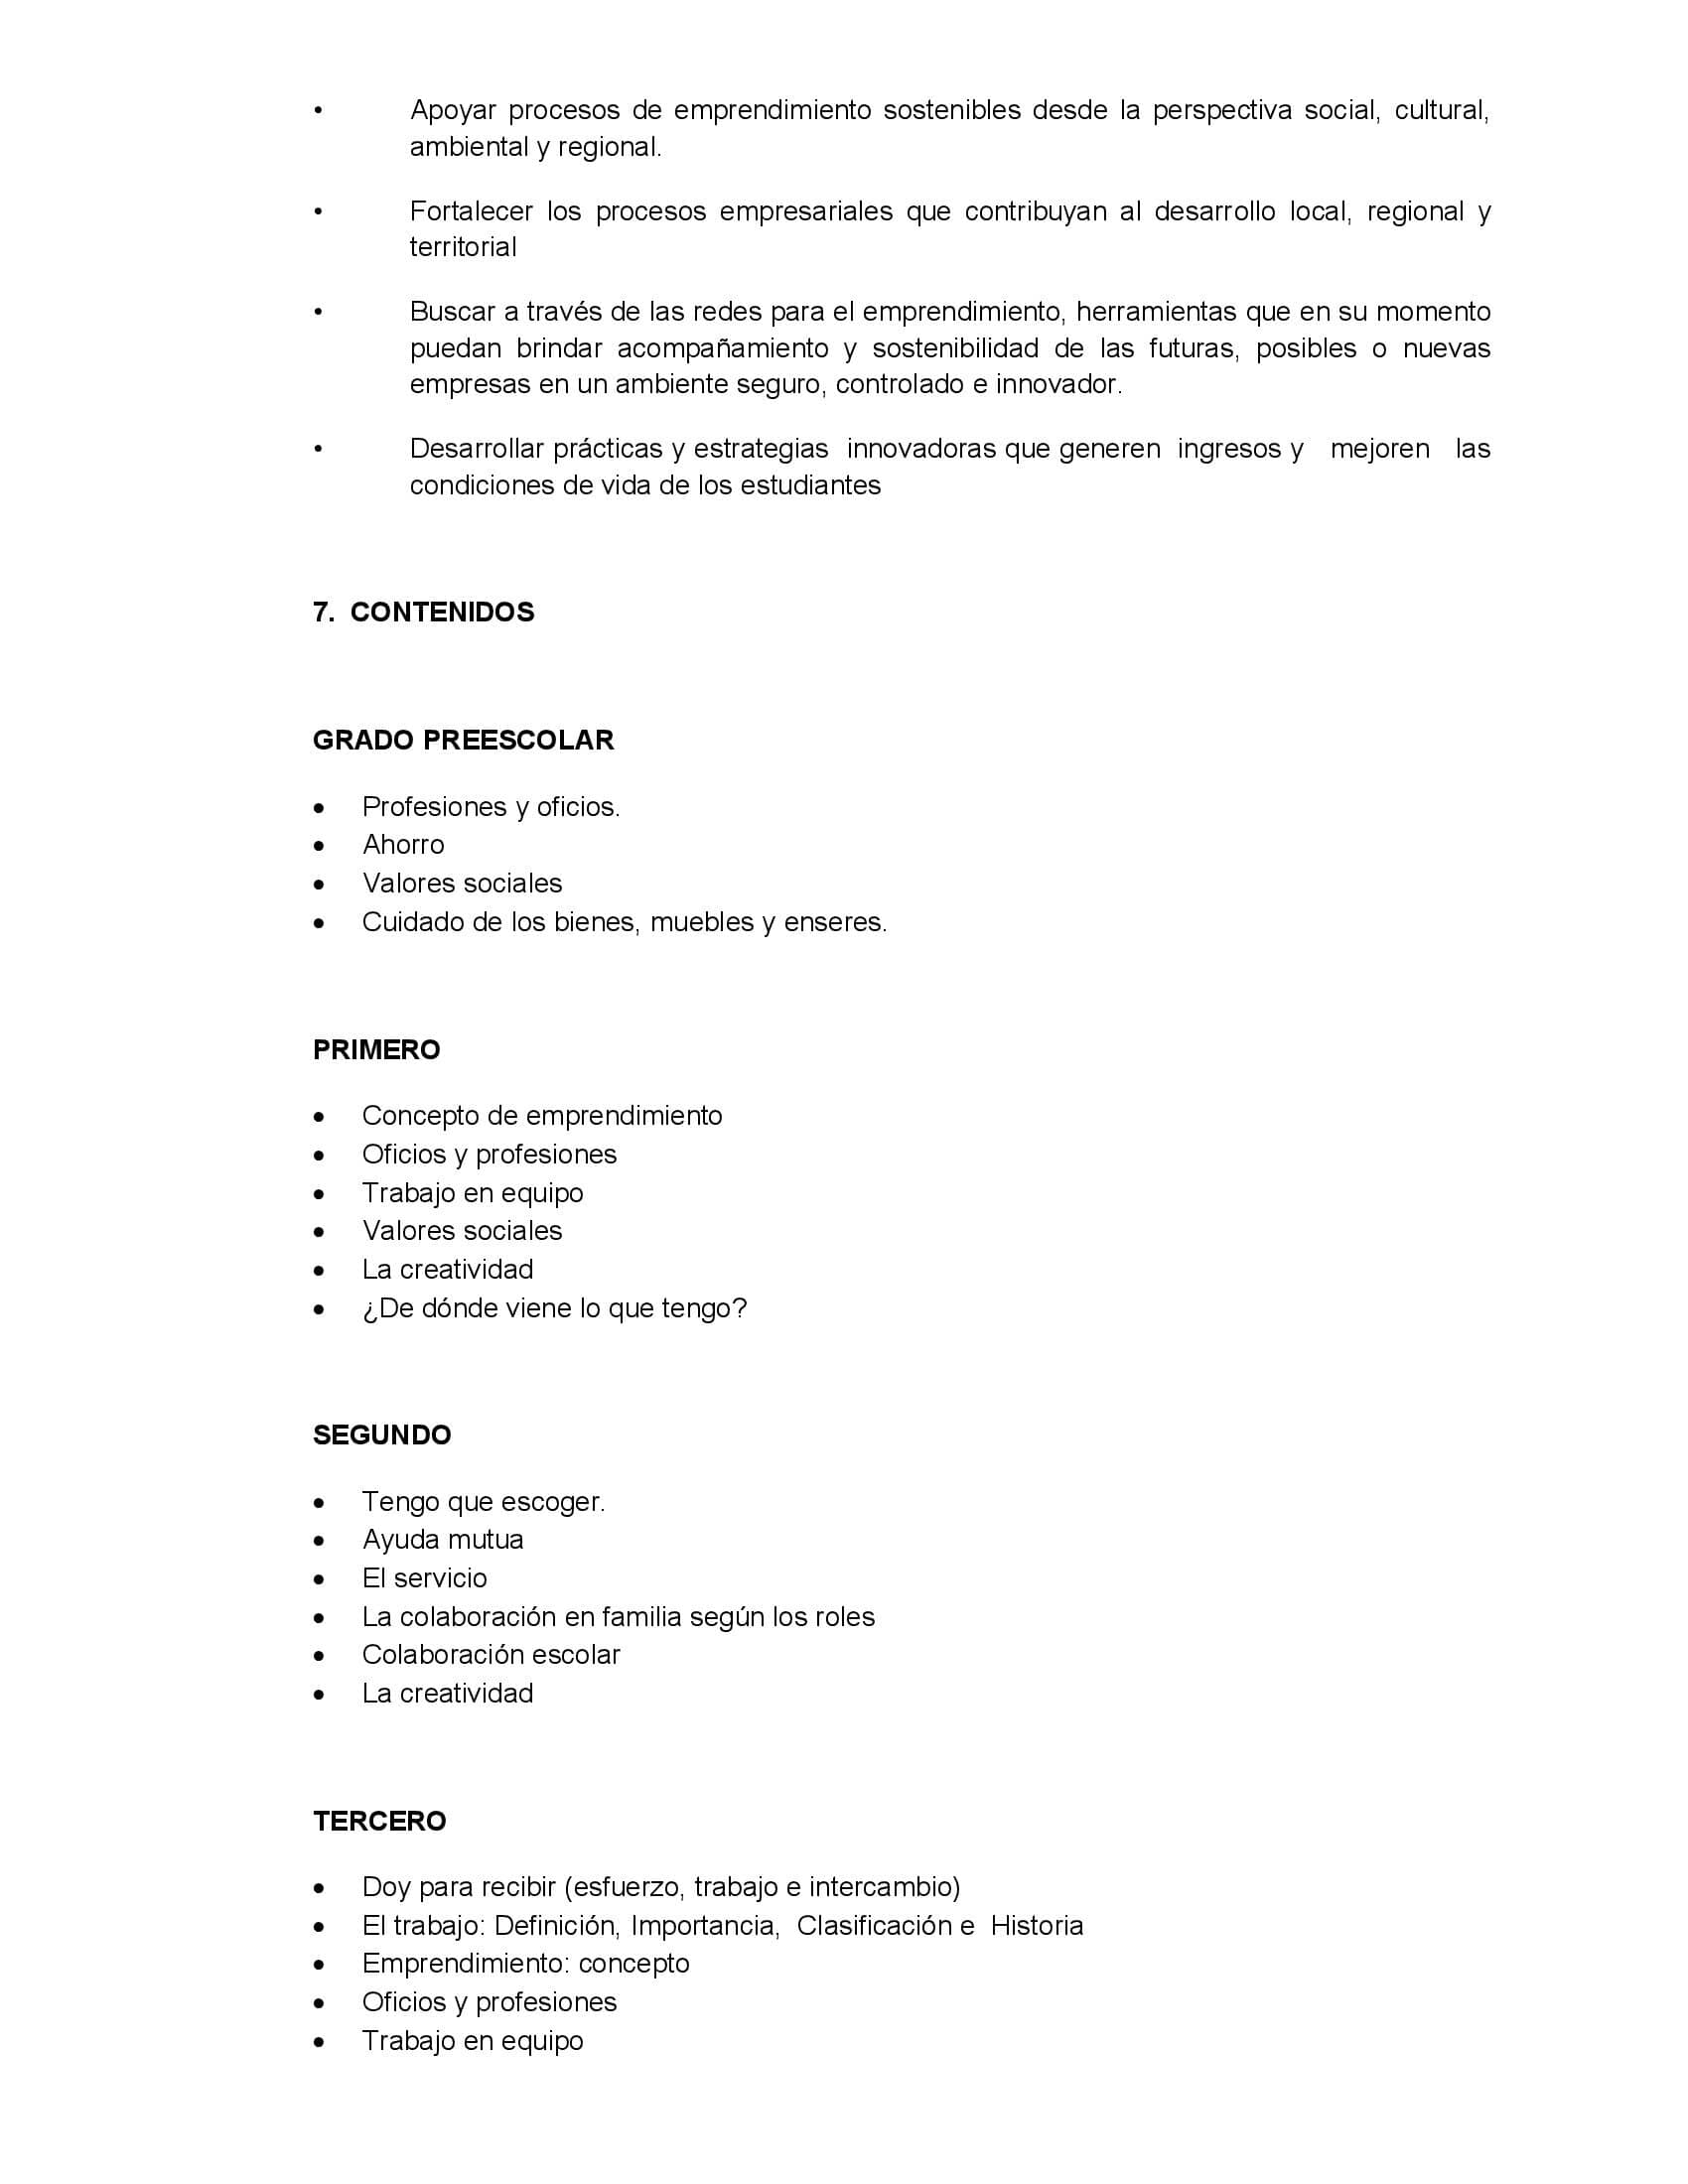 • Apoyar procesos de emprendimiento sostenibles desde la perspectiva social, cultural,
ambiental y regional.
• Fortalecer los procesos empresariales que contribuyan al desarrollo local, regional y
territorial
• Buscar a través de las redes para el emprendimiento, herramientas que en su momento
puedan brindar acompañamiento y sostenibilidad de las futuras, posibles o nuevas
empresas en un ambiente seguro, controlado e innovador.
• Desarrollar prácticas y estrategias innovadoras que generen ingresos y mejoren las
condiciones de vida de los estudiantes
7. CONTENIDOS
GRADO PREESCOLAR
• Profesiones y oficios.
• Ahorro
• Valores sociales
• Cuidado de los bienes, muebles y enseres.
PRIMERO
• Concepto de emprendimiento
• Oficios y profesiones
• Trabajo en equipo
• Valores sociales
• La creatividad
• ¿De dónde viene lo que tengo?
SEGUNDO
• Tengo que escoger.
• Ayuda mutua
• El servicio
• La colaboración en familia según los roles
• Colaboración escolar
• La creatividad
TERCERO
• Doy para recibir (esfuerzo, trabajo e intercambio)
• El trabajo: Definición, Importancia, Clasificación e Historia
• Emprendimiento: concepto
• Oficios y profesiones
• Trabajo en equipo